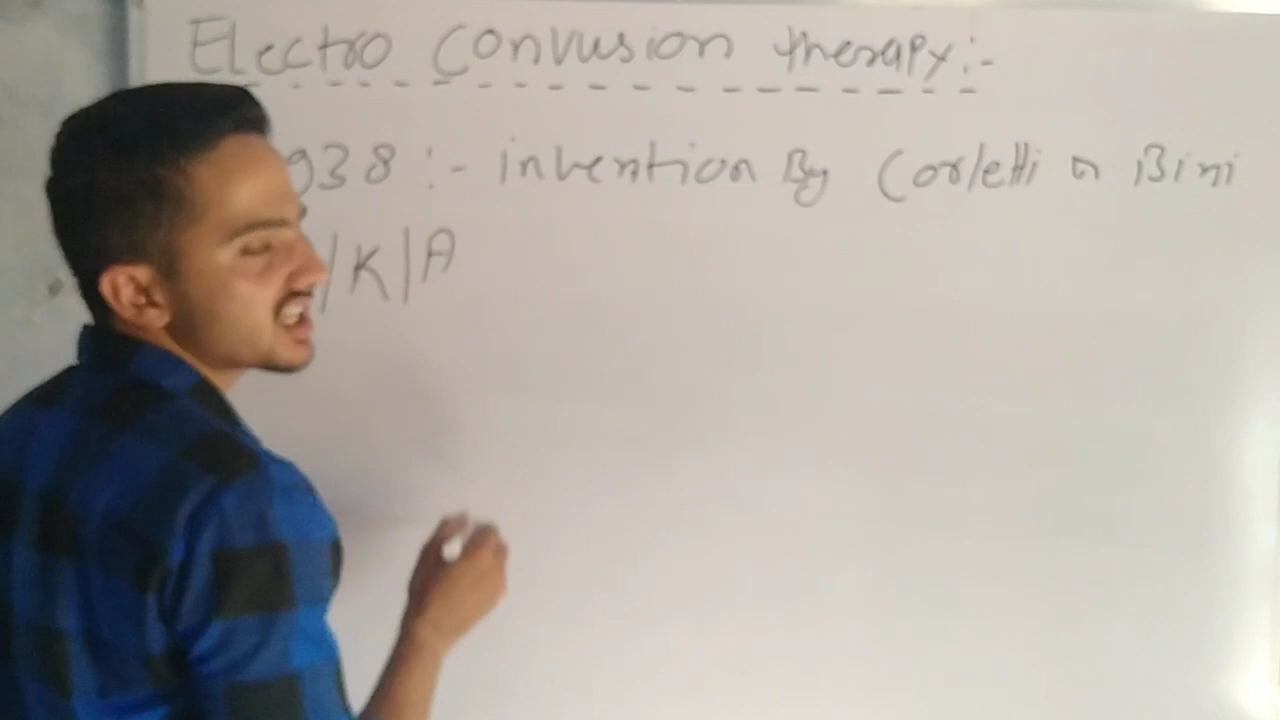 Electro Convusion therapy:-
938 :- invention By Corletti n Bini
/K/A